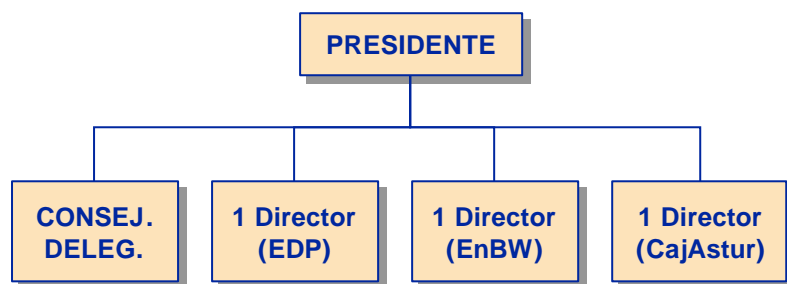 PRESIDENTE
CONSEJ.
DELEG.
1 Director
(EDP)
1 Director
(EnBW)
1 Director
(CajAstur)